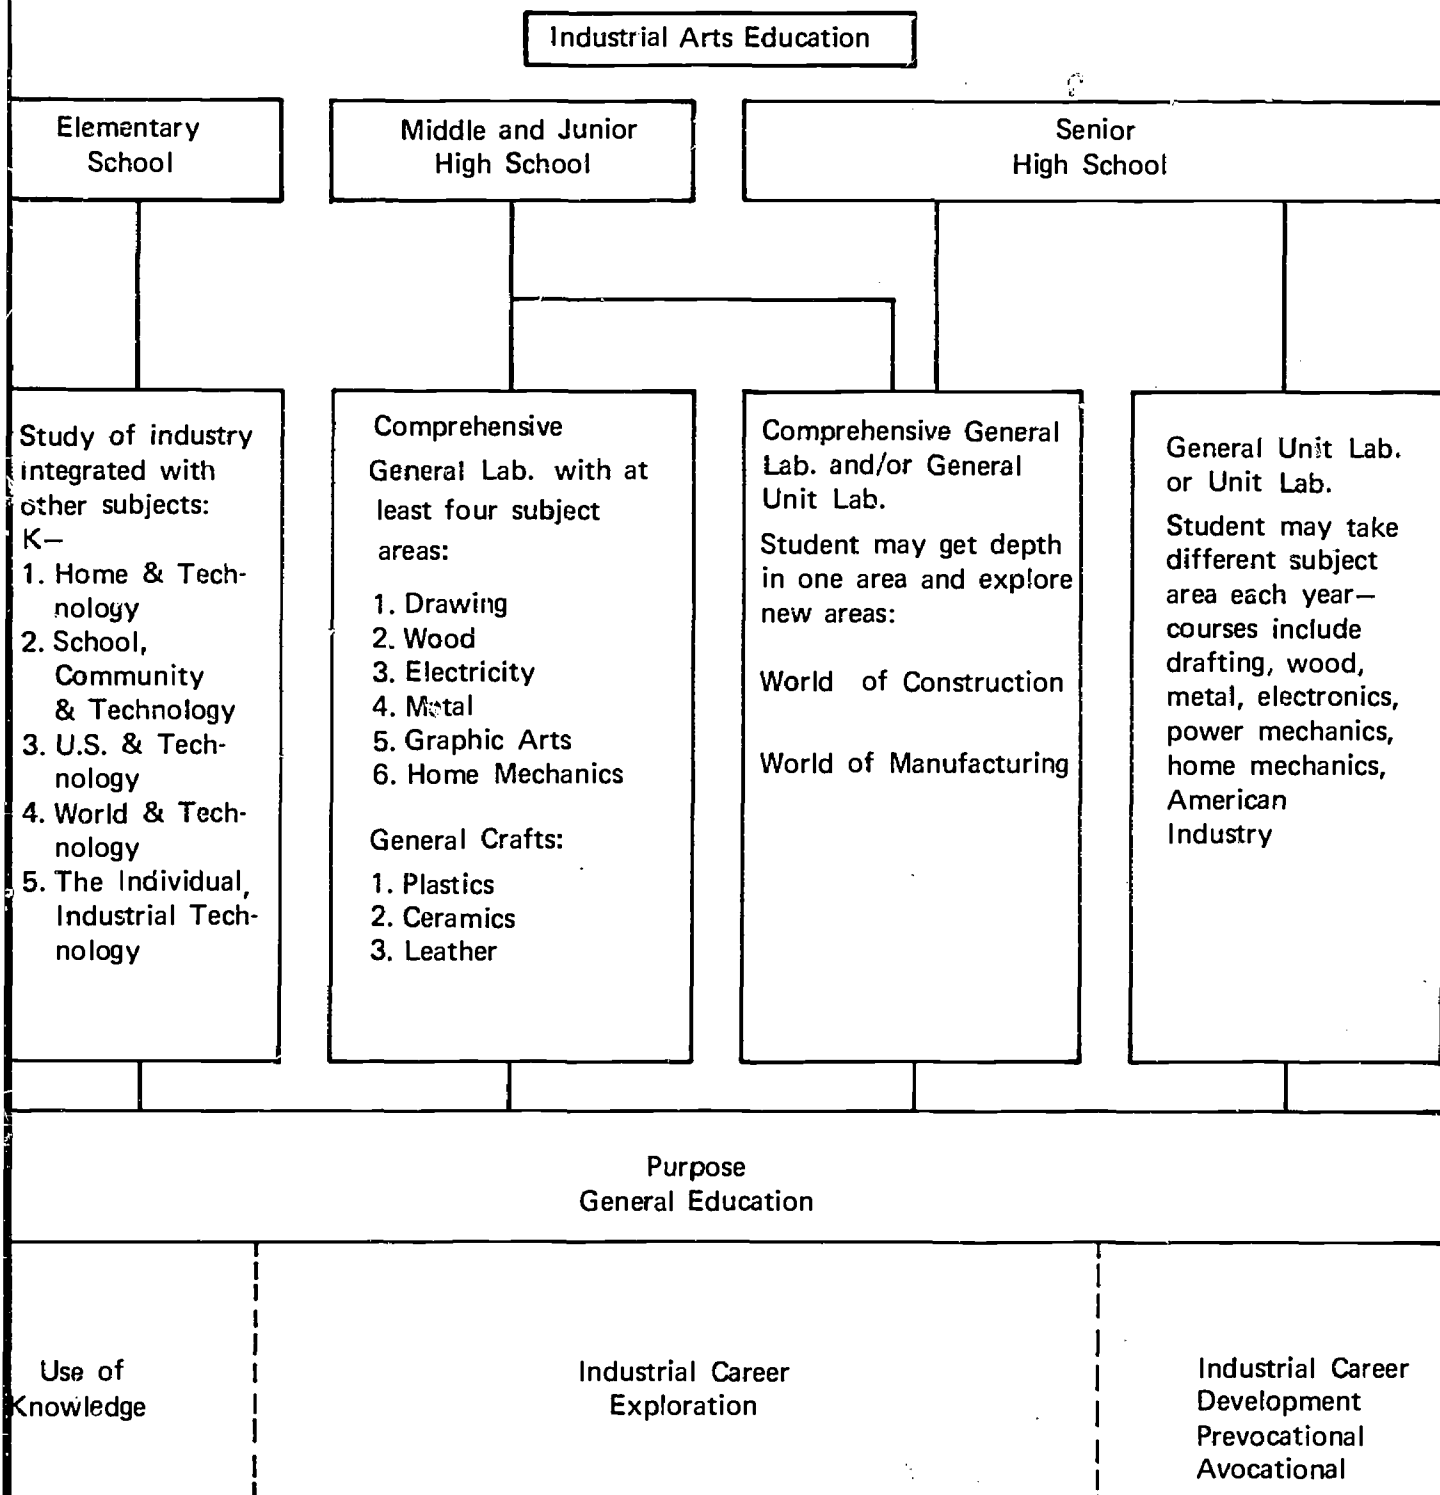 Industrial Arts Education
Elementary
School
Middle and Junior
High School
Senior
High School
Study of industry
integrated with
other subjects:
K—
1. Home & Tech-
nology
2. School,
Community
& Technology
3. U.S. & Tech-
nology
4. World & Tech-
nology
5. The Individual,
Industrial Tech-
nology
Comprehensive
General Lab. with at
least four subject
areas:
1. Drawing
2. Wood
3. Electricity
4. Metal
5. Graphic Arts
6. Home Mechanics
General Crafts:
1. Plastics
2. Ceramics
3. Leather
Comprehensive General
Lab. and/or General
Unit Lab.
Student may get depth
in one area and explore
new areas:
World of Construction
World of Manufacturing
General Unit Lab.
or Unit Lab.
Student may take
different subject
area each year—
courses include
drafting, wood,
metal, electronics,
power mechanics,
home mechanics,
American
Industry
Purpose
General Education
Use of
Knowledge
Industrial Career
Exploration
Industrial Career
Development
Prevocational
Avocational